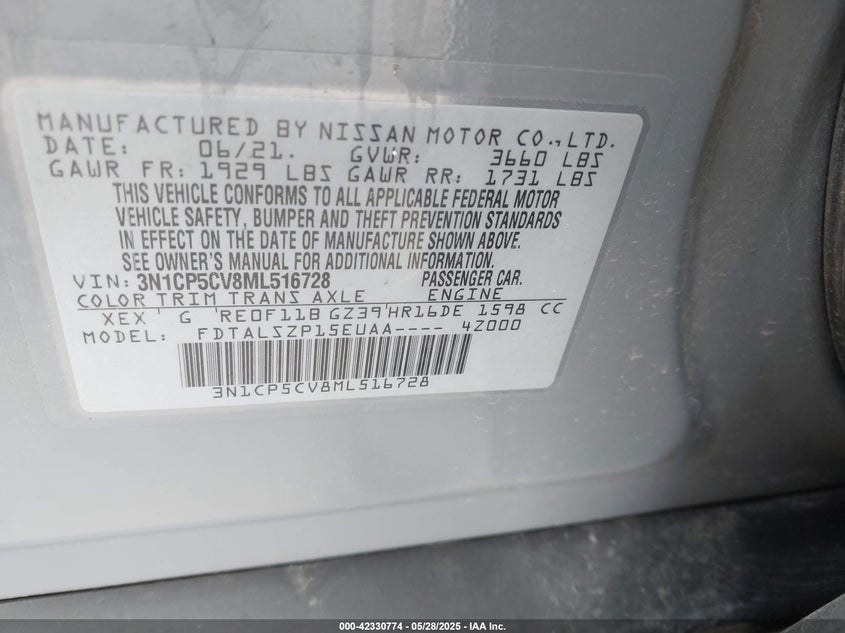 MANUFACTURED BY NISSAN MOTOR CO.,LTD.
DATE: 06/21. GVWR: 3660 LBS
GAWR FR: 1929 LBS GAWR RR: 1731 LBS
THIS VEHICLE CONFORMS TO ALL APPLICABLE FEDERAL MOTOR
VEHICLE SAFETY, BUMPER AND THEFT PREVENTION STANDARDS
IN EFFECT ON THE DATE OF MANUFACTURE SHOWN ABOVE.
SEE OWNER'S MANUAL FOR ADDITIONAL INFORMATION.
VIN: 3N1CP5CV8ML516728 PASSENGER CAR.
COLOR TRIM TRANS AXLE ENGINE
XEX ' G 'RE0F11B GZ39'HR16DE 1598 CC
MODEL: FDTALSZP15EUAA---- 4Z000
3N1CP5CV8ML516728
000-42330774 — 05/28/2025 — IAA Inc.